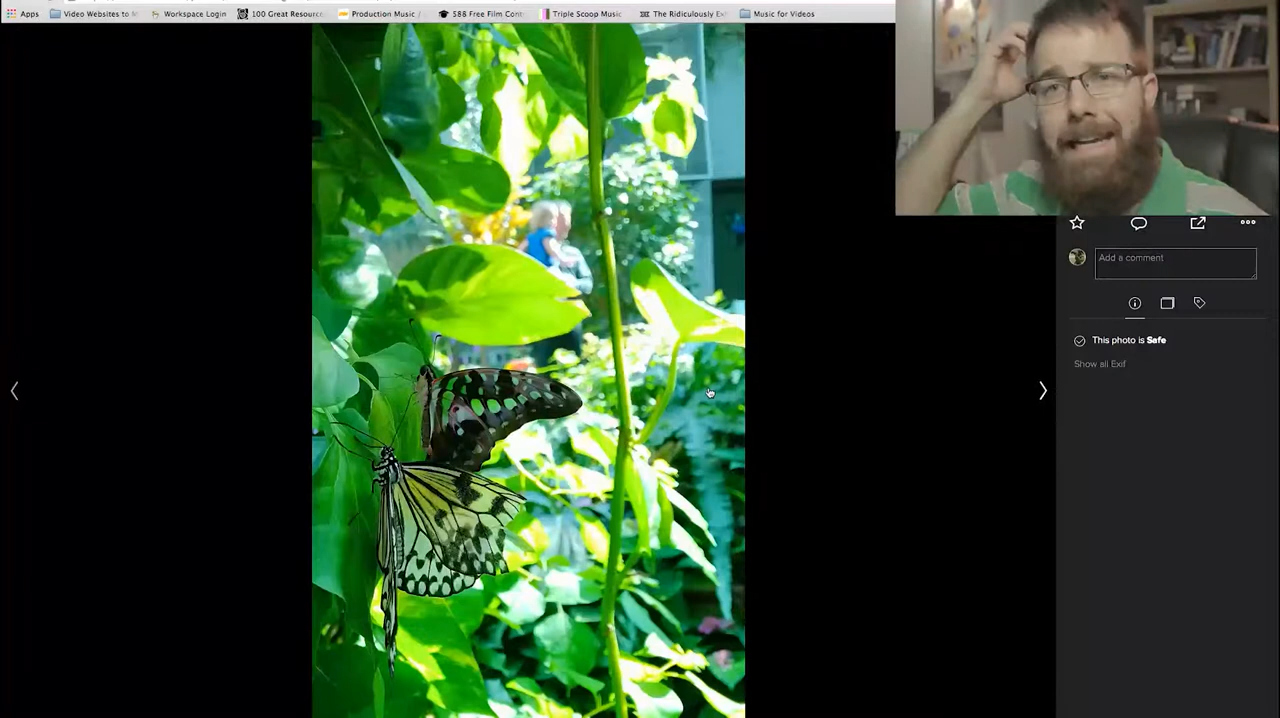 Apps Video Websites to M Workspace Login 100 Great Resourc Production Music / 588 Free Film Cont Triple Scoop Music The Ridiculously Ex Music for Videos
Add a comment
This photo is Safe
Show all Exif